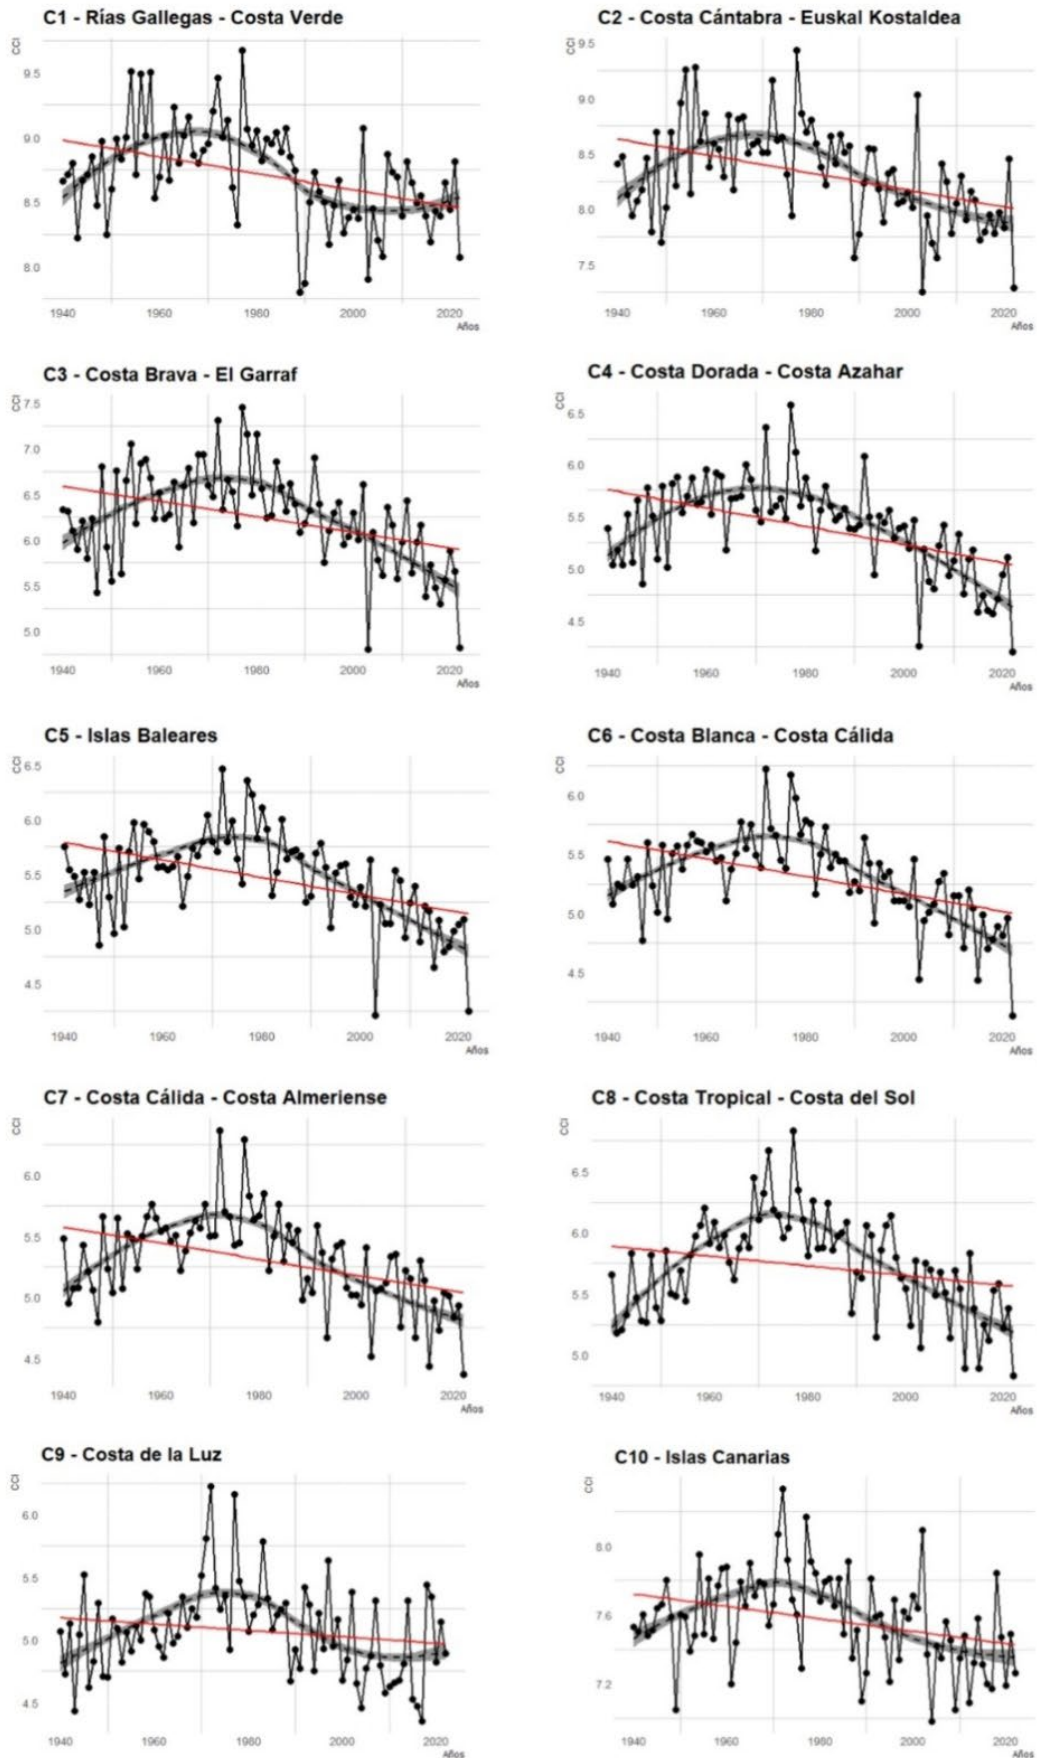 C1 - Rías Gallegas - Costa Verde
CCI
9.5
9.0
8.5
8.0
1940 1960 1980 2000 2020
Años
C2 - Costa Cántabra - Euskal Kostaldea
CCI
9.5
9.0
8.5
8.0
7.5
1940 1960 1980 2000 2020
Años
C3 - Costa Brava - El Garraf
CCI
7.5
7.0
6.5
6.0
5.5
5.0
1940 1960 1980 2000 2020
Años
C4 - Costa Dorada - Costa Azahar
CCI
6.5
6.0
5.5
5.0
4.5
1940 1960 1980 2000 2020
Años
C5 - Islas Baleares
CCI
6.5
6.0
5.5
5.0
4.5
1940 1960 1980 2000 2020
Años
C6 - Costa Blanca - Costa Cálida
CCI
6.0
5.5
5.0
4.5
1940 1960 1980 2000 2020
Años
C7 - Costa Cálida - Costa Almeriense
CCI
6.0
5.5
5.0
4.5
1940 1960 1980 2000 2020
Años
C8 - Costa Tropical - Costa del Sol
CCI
6.5
6.0
5.5
5.0
1940 1960 1980 2000 2020
Años
C9 - Costa de la Luz
CCI
6.0
5.5
5.0
4.5
1940 1960 1980 2000 2020
Años
C10 - Islas Canarias
CCI
8.0
7.6
7.2
1940 1960 1980 2000 2020
Años